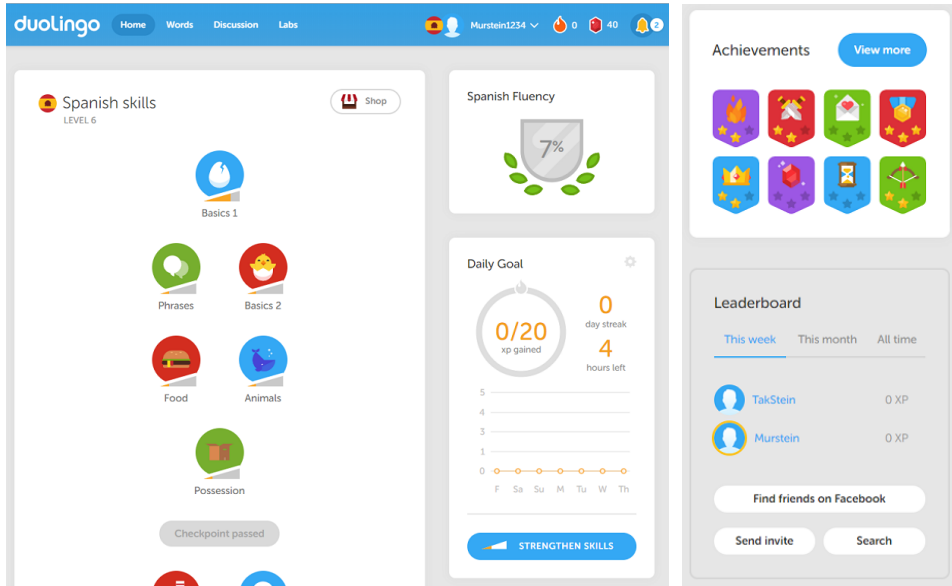 duolingo Home Words Discussion Labs Murstein1234 0 40 2
Spanish skills
LEVEL 6
Shop
Basics 1
Phrases Basics 2
Food Animals
Possession
Checkpoint passed
Spanish Fluency
7%
Daily Goal
0/20
xp gained
0
day streak
4
hours left
5
4
3
1
0
F Sa Su M Tu W Th
STRENGTHEN SKILLS
Achievements View more
Leaderboard
This week This month All time
TakStein 0 XP
Murstein 0 XP
Find friends on Facebook
Send invite Search